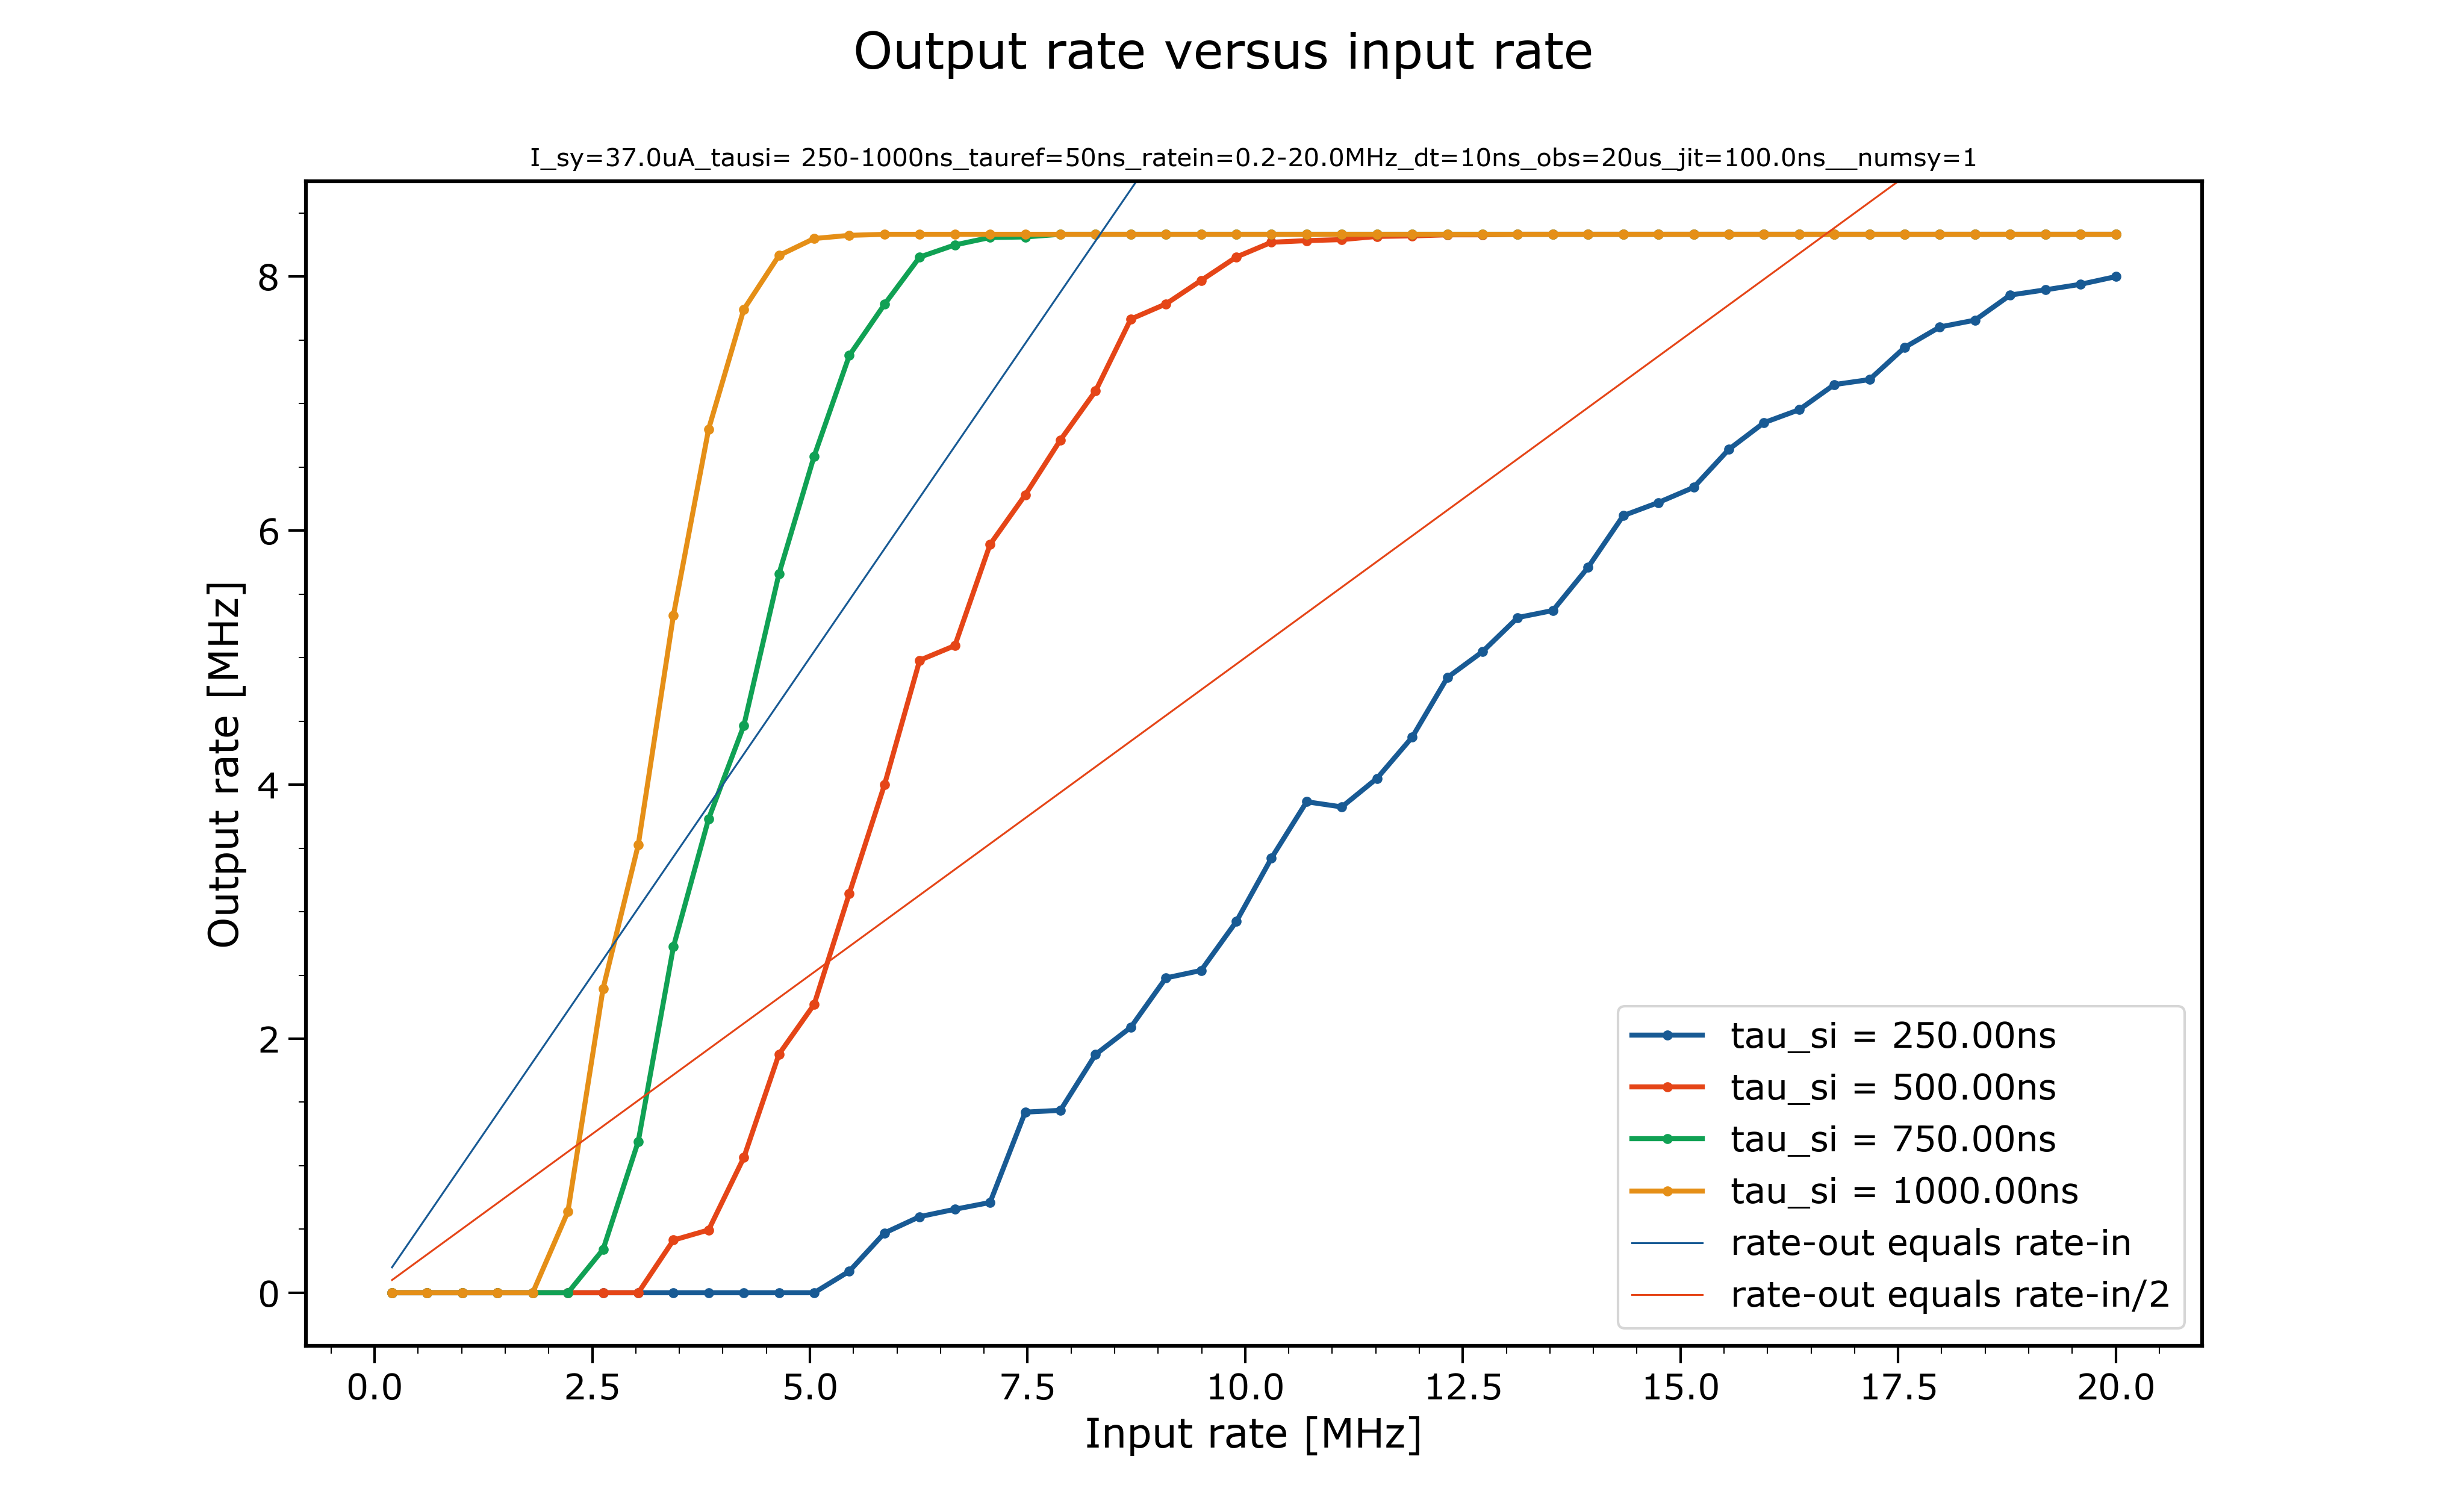 Output rate versus input rate
I_sy=37.0uA_tausi= 250-1000ns_tauref=50ns_ratein=0.2-20.0MHz_dt=10ns_obs=20us_jit=100.0ns__numsy=1
Output rate [MHz]
8
6
4
2
0
tau_si = 250.00ns
tau_si = 500.00ns
tau_si = 750.00ns
tau_si = 1000.00ns
rate-out equals rate-in
rate-out equals rate-in/2
0.0 2.5 5.0 7.5 10.0 12.5 15.0 17.5 20.0
Input rate [MHz]